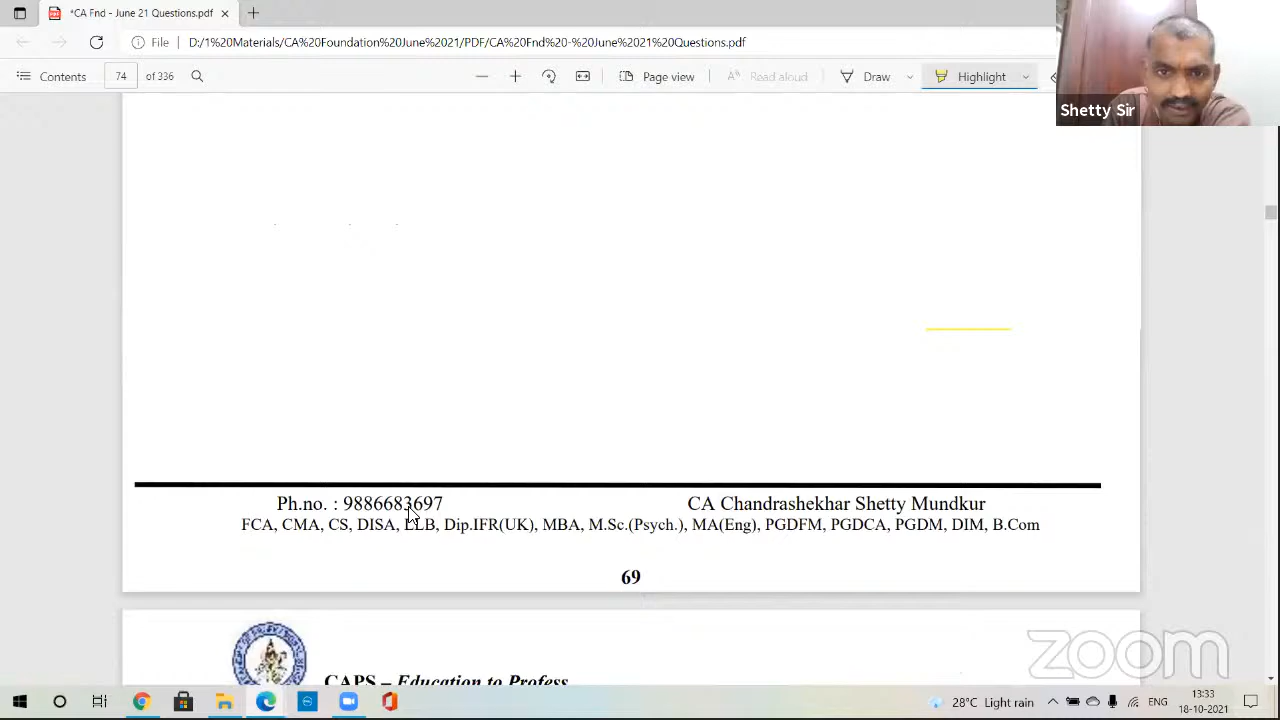 *CA Fnd - June 21 Questions.pdf
File D:/1%20Materials/CA%20Foundation%20June%2021/PDF/CA%20Fnd%20-%20June%2021%20Questions.pdf
Contents 74 of 336 Page view Read aloud Draw Highlight
Shetty Sir
Ph.no. : 9886683697 CA Chandrashekhar Shetty Mundkur
FCA, CMA, CS, DISA, LLB, Dip.IFR(UK), MBA, M.Sc.(Psych.), MA(Eng), PGDFM, PGDCA, PGDM, DIM, B.Com
69
CAPS – Education to Profess
zoom
28°C Light rain ENG 13:33
18-10-2021